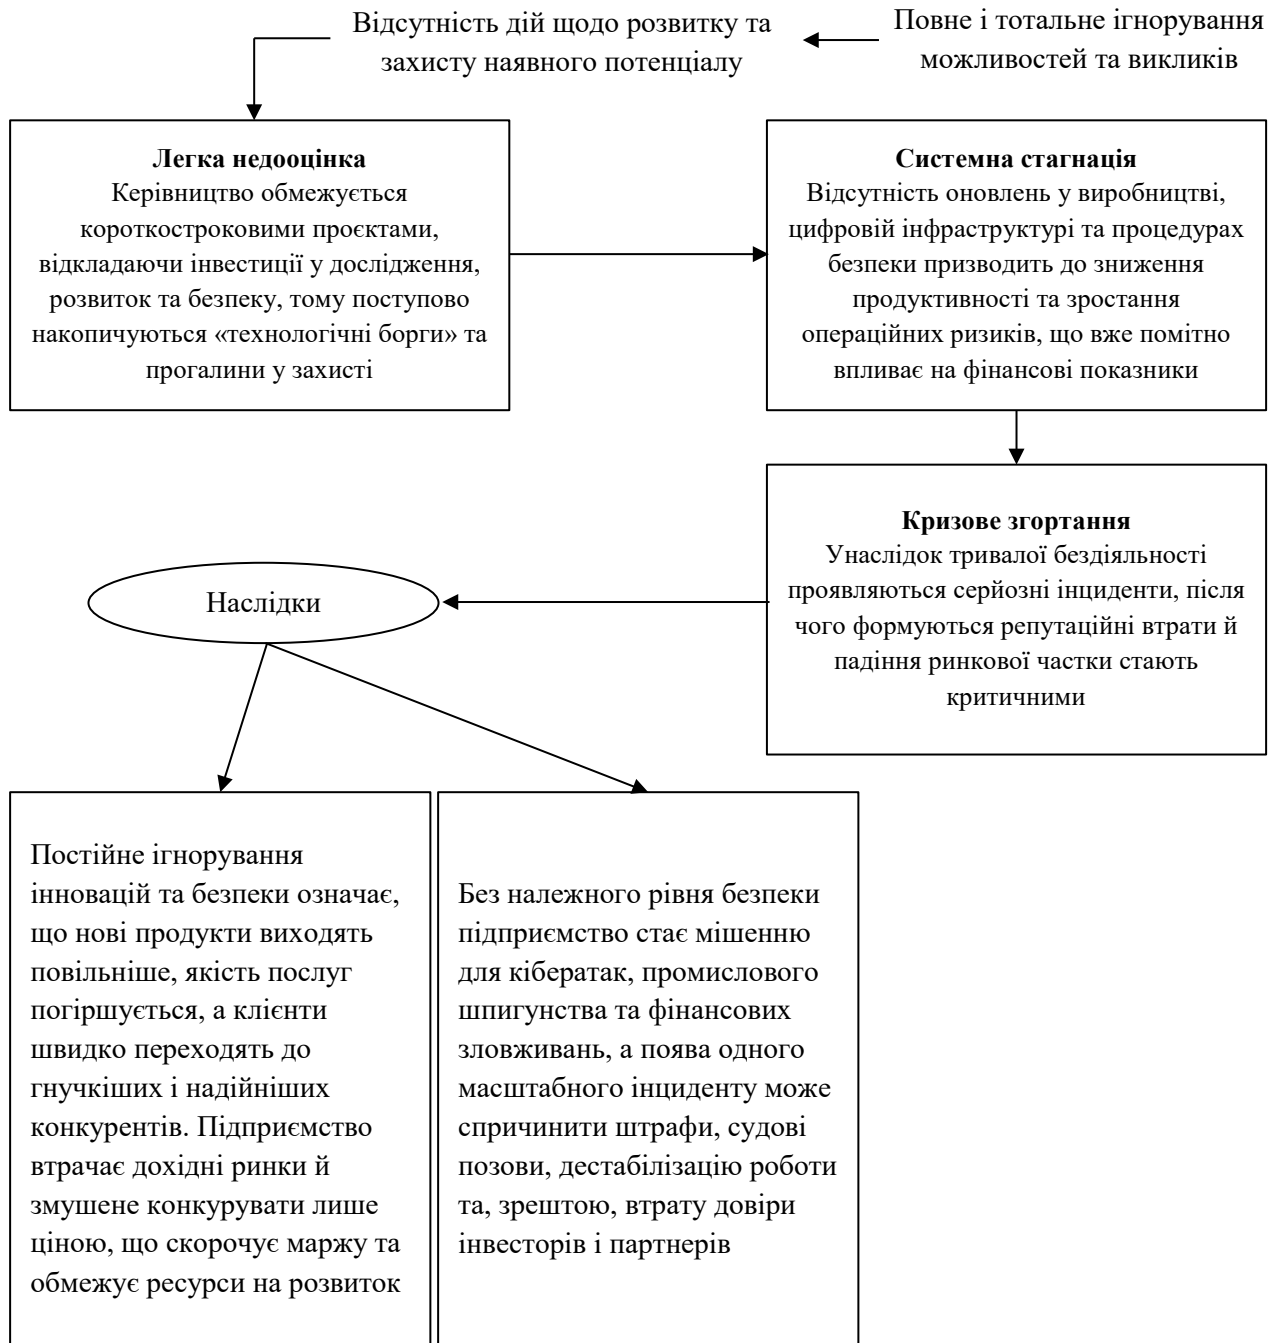 Відсутність дій щодо розвитку та
захисту наявного потенціалу
Повне і тотальне ігнорування
можливостей та викликів
Легка недооцінка
Керівництво обмежується
короткостроковими проєктами,
відкладаючи інвестиції у дослідження,
розвиток та безпеку, тому поступово
накопичуються «технологічні борги» та
прогалини у захисті
Системна стагнація
Відсутність оновлень у виробництві,
цифровій інфраструктурі та процедурах
безпеки призводить до зниження
продуктивності та зростання
операційних ризиків, що вже помітно
впливає на фінансові показники
Кризове згортання
Унаслідок тривалої бездіяльності
проявляються серйозні інциденти, після
чого формуються репутаційні втрати й
падіння ринкової частки стають
критичними
Наслідки
Постійне ігнорування
інновацій та безпеки означає,
що нові продукти виходять
повільніше, якість послуг
погіршується, а клієнти
швидко переходять до
гнучкіших і надійніших
конкурентів. Підприємство
втрачає дохідні ринки й
змушене конкурувати лише
ціною, що скорочує маржу та
обмежує ресурси на розвиток
Без належного рівня безпеки
підприємство стає мішенню
для кібератак, промислового
шпигунства та фінансових
зловживань, а поява одного
масштабного інциденту може
спричинити штрафи, судові
позови, дестабілізацію роботи
та, зрештою, втрату довіри
інвесторів і партнерів